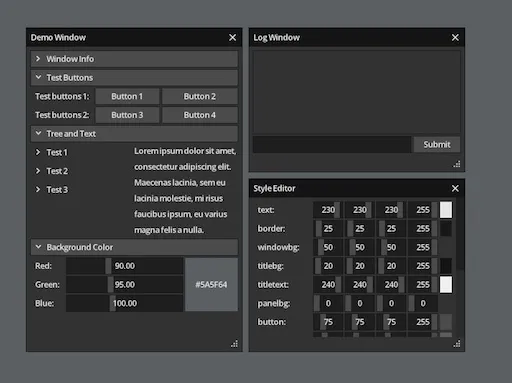 Demo Window
Window Info
Test Buttons
Test buttons 1: Button 1 Button 2
Test buttons 2: Button 3 Button 4
Tree and Text
Test 1
Test 2
Test 3
Lorem ipsum dolor sit amet,
consectetur adipiscing elit.
Maecenas lacinia, sem eu
lacinia molestie, mi risus
faucibus ipsum, eu varius
magna felis a nulla.
Background Color
Red: 90.00
Green: 95.00
Blue: 100.00
#5A5F64
Log Window
Submit
Style Editor
text: 230 230 230 255
border: 25 25 25 255
windowbg: 50 50 50 255
titlebg: 20 20 20 255
titletext: 240 240 240 255
panelbg: 0 0 0 0
button: 75 75 75 255